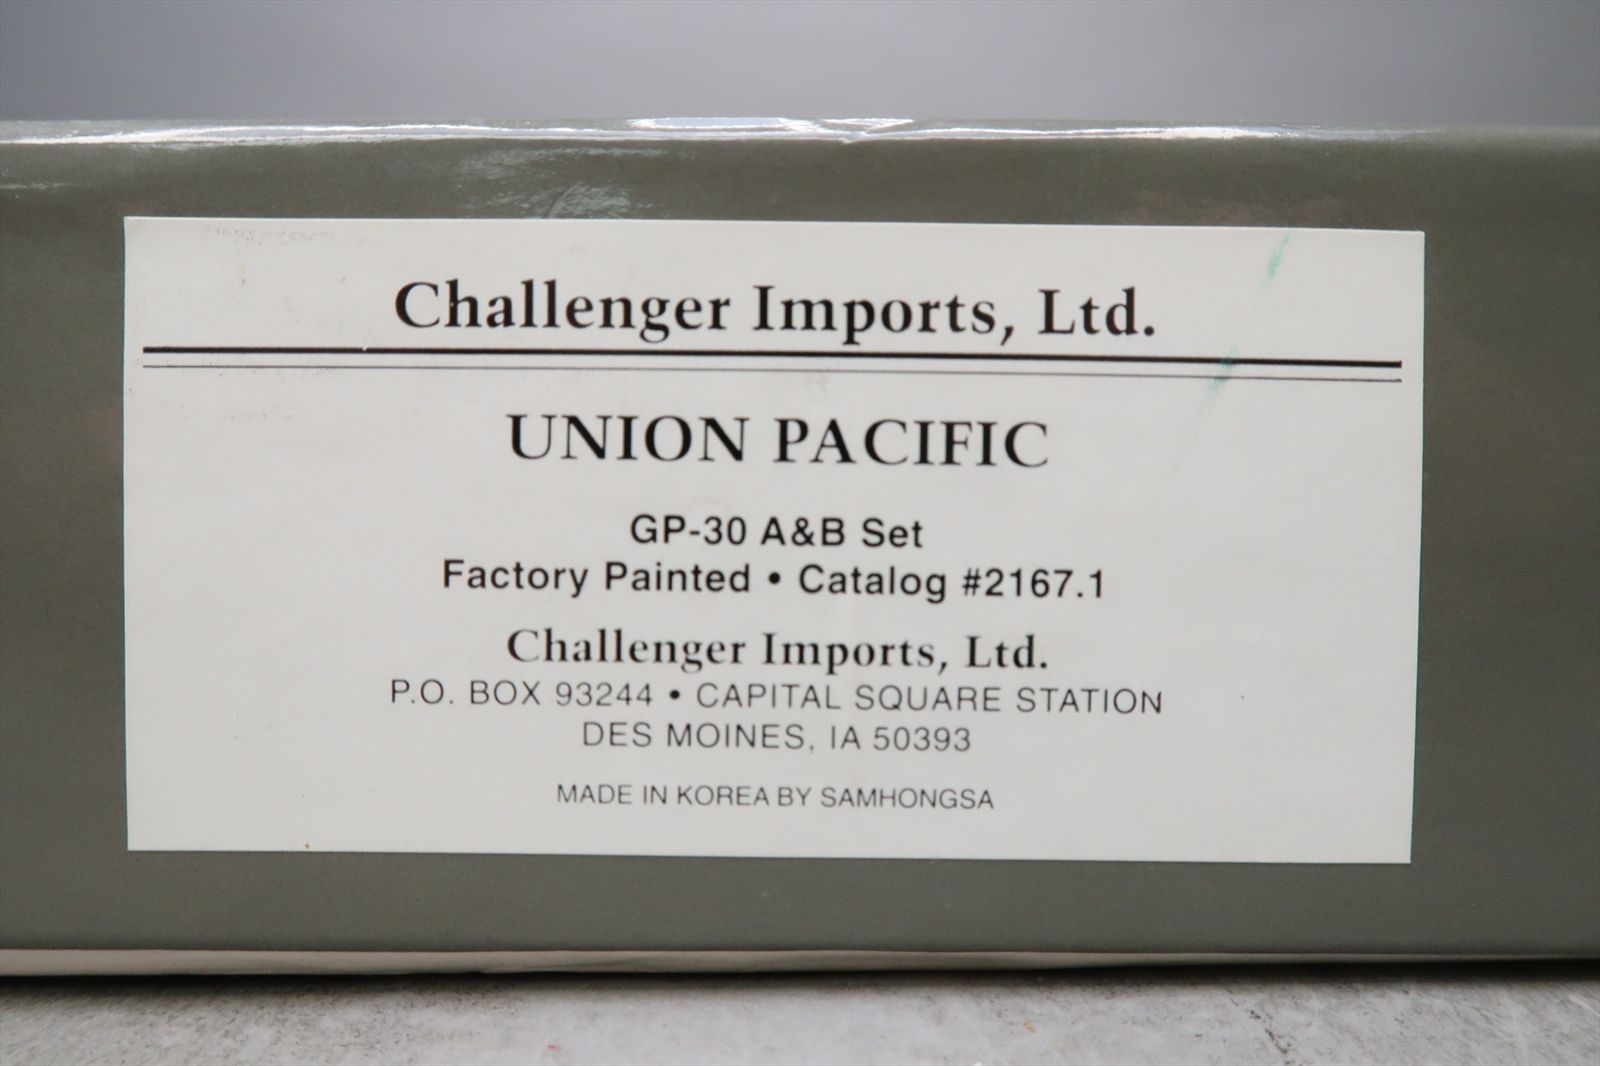 Challenger Imports, Ltd.
UNION PACIFIC
GP-30 A&B Set
Factory Painted • Catalog #2167.1
Challenger Imports, Ltd.
P.O. BOX 93244 • CAPITAL SQUARE STATION
DES MOINES, IA 50393
MADE IN KOREA BY SAMHONGSA